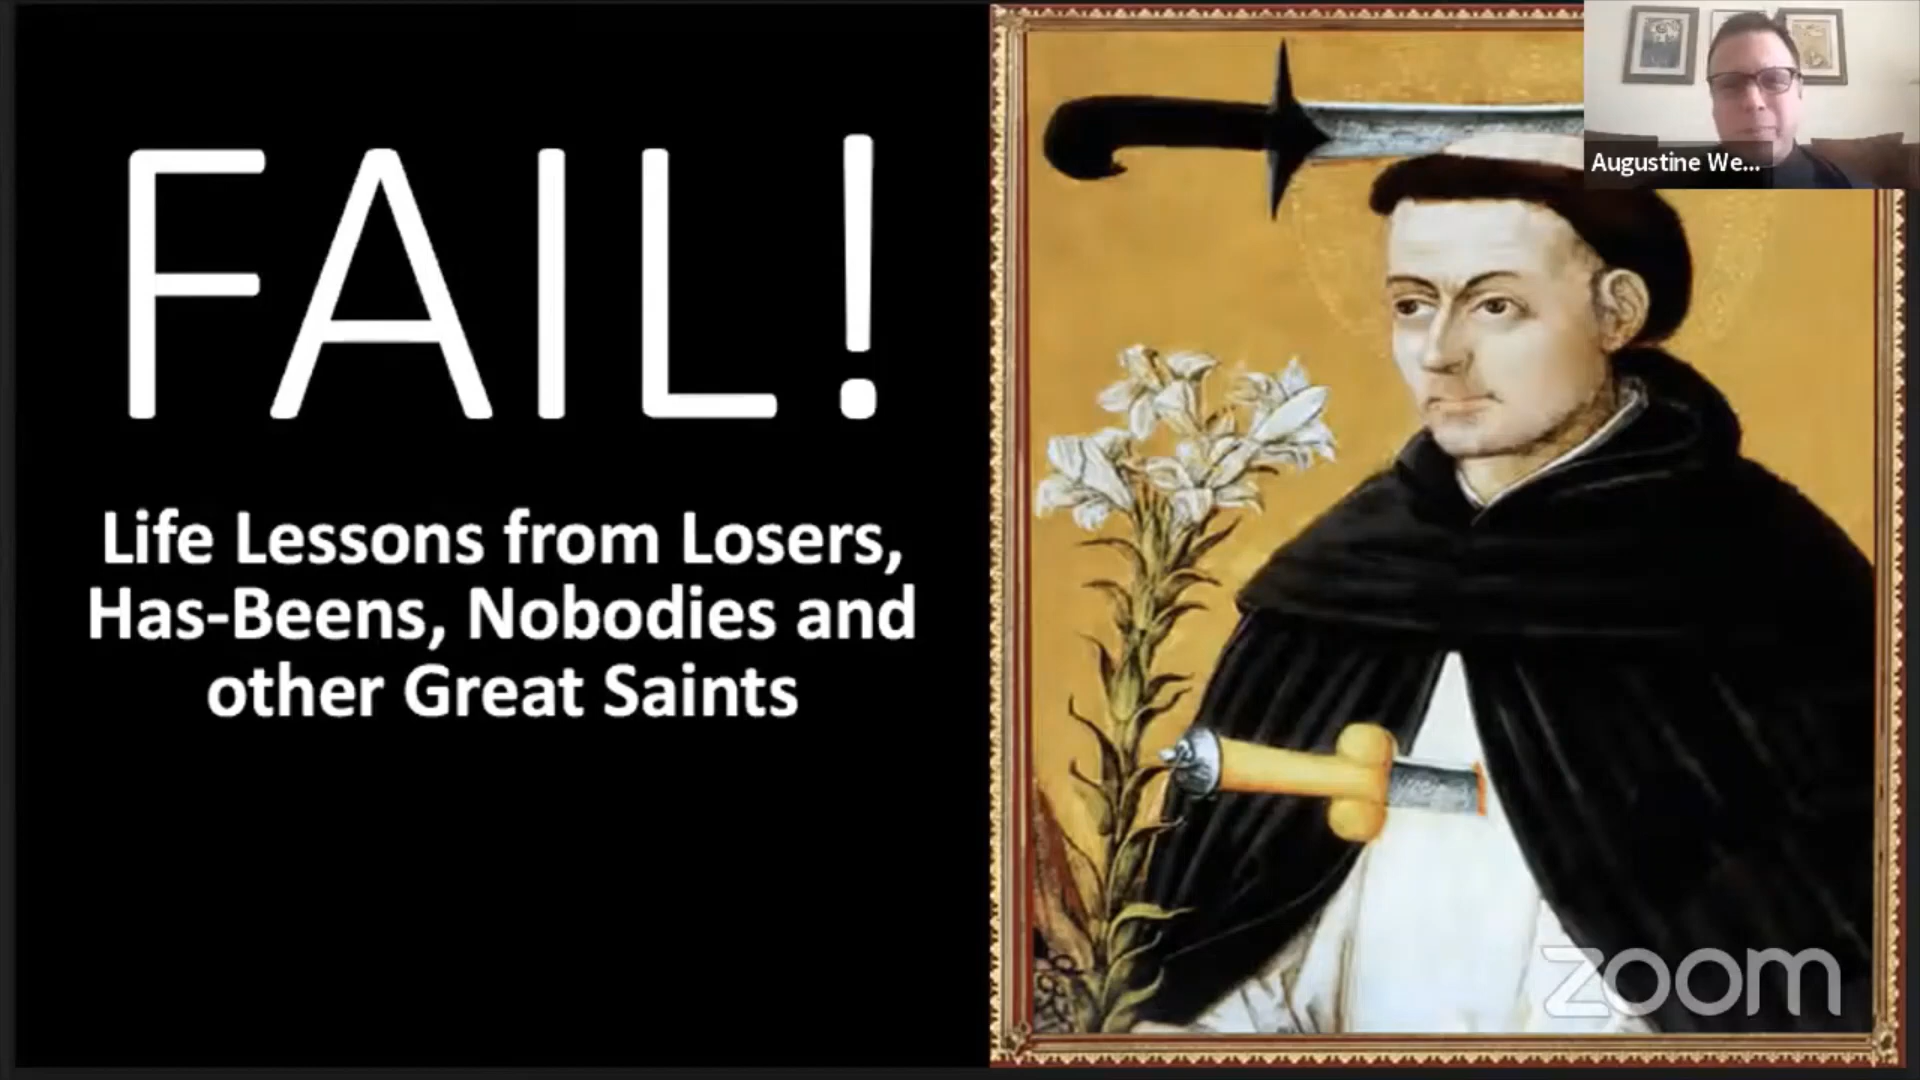 FAIL!
Life Lessons from Losers,
Has-Beens, Nobodies and
other Great Saints
Augustine We...
zoom